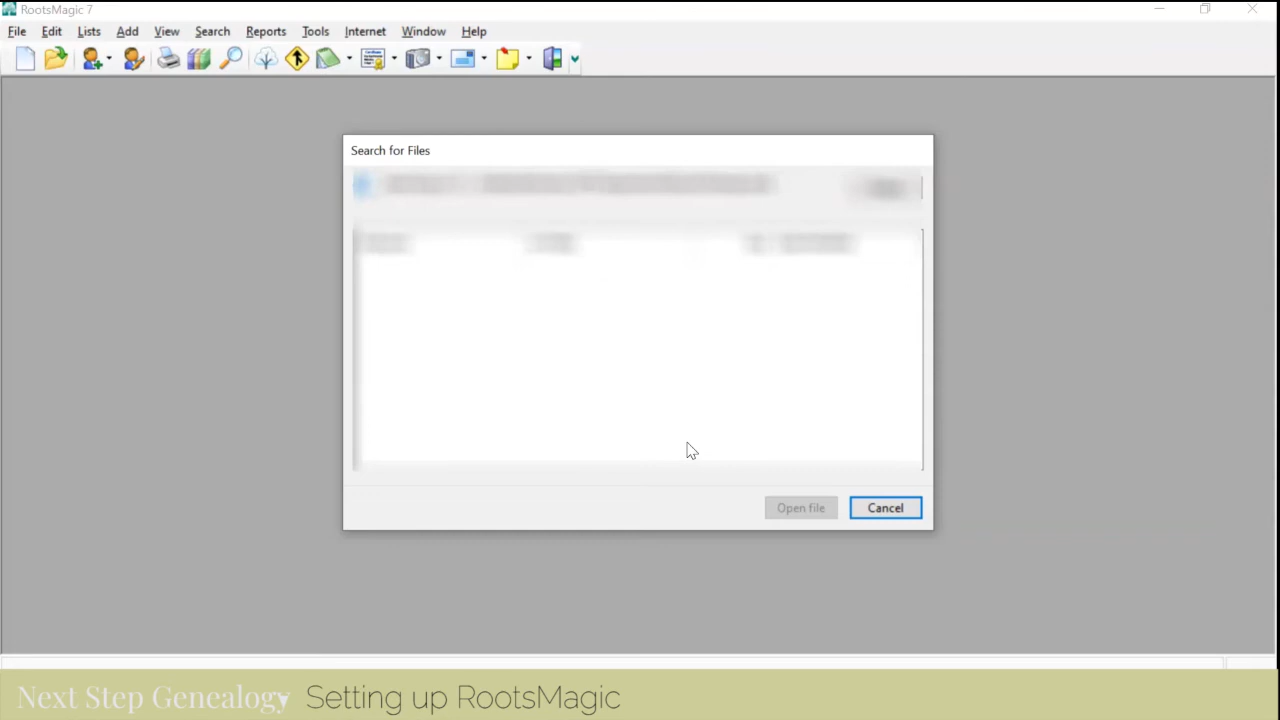 RootsMagic 7
File Edit Lists Add View Search Reports Tools Internet Window Help
Search for Files
Open file Cancel
Next Step Genealogy Setting up RootsMagic